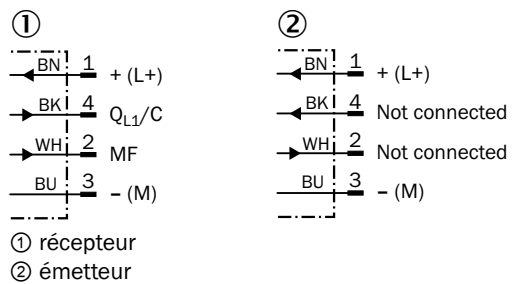 ①
BN 1 + (L+)
BK 4 Q_L1/C
WH 2 MF
BU 3 − (M)
②
BN 1 + (L+)
BK 4 Not connected
WH 2 Not connected
BU 3 − (M)
① récepteur
② émetteur